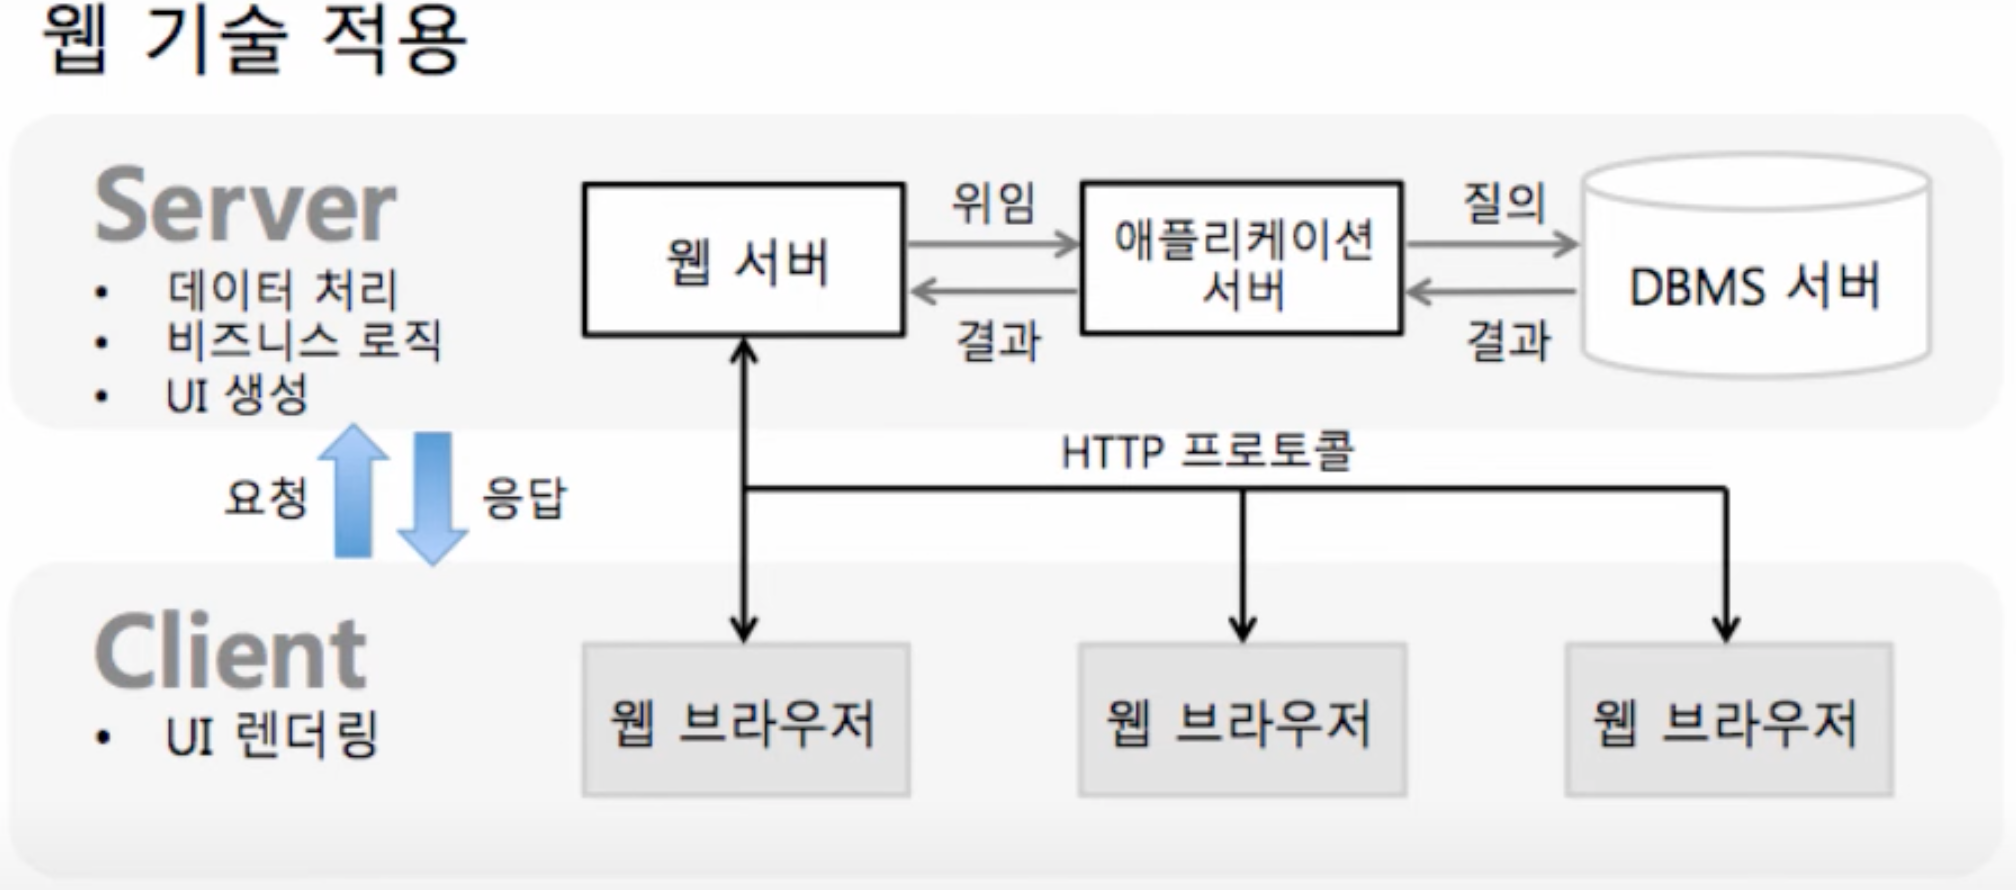 웹 기술 적용
Server
• 데이터 처리
• 비즈니스 로직
• UI 생성
웹 서버
위임
결과
애플리케이션
서버
질의
결과
DBMS 서버
요청
응답
HTTP 프로토콜
Client
• UI 렌더링
웹 브라우저
웹 브라우저
웹 브라우저